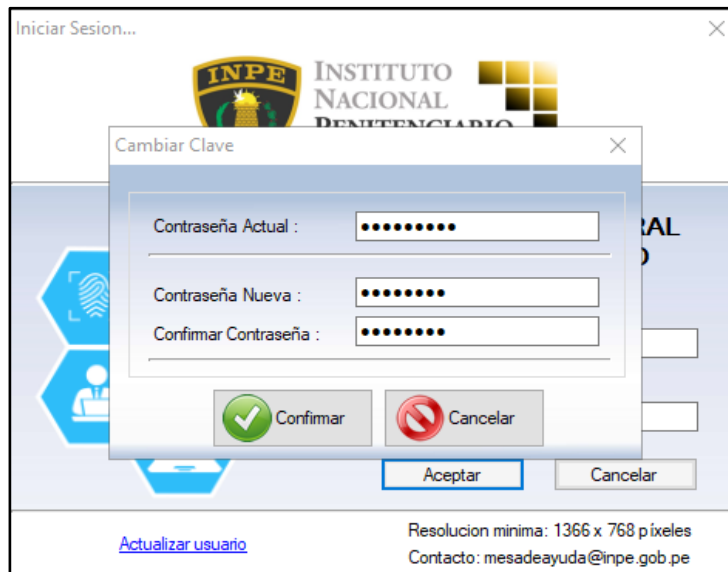 Iniciar Sesion...
INPE
INSTITUTO
NACIONAL
PENITENCIARIO
Cambiar Clave
Contraseña Actual :
Contraseña Nueva :
Confirmar Contraseña :
Confirmar
Cancelar
Aceptar
Cancelar
Actualizar usuario
Resolucion minima: 1366 x 768 píxeles
Contacto: mesadeayuda@inpe.gob.pe